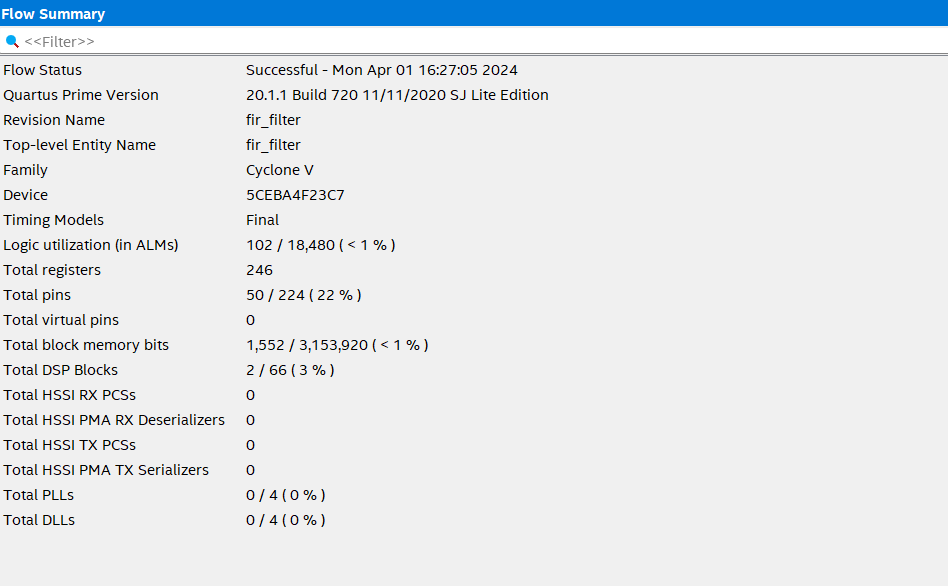 Flow Summary
<<Filter>>
Flow Status Successful - Mon Apr 01 16:27:05 2024
Quartus Prime Version 20.1.1 Build 720 11/11/2020 SJ Lite Edition
Revision Name fir_filter
Top-level Entity Name fir_filter
Family Cyclone V
Device 5CEBA4F23C7
Timing Models Final
Logic utilization (in ALMs) 102 / 18,480 ( < 1 % )
Total registers 246
Total pins 50 / 224 ( 22 % )
Total virtual pins 0
Total block memory bits 1,552 / 3,153,920 ( < 1 % )
Total DSP Blocks 2 / 66 ( 3 % )
Total HSSI RX PCSs 0
Total HSSI PMA RX Deserializers 0
Total HSSI TX PCSs 0
Total HSSI PMA TX Serializers 0
Total PLLs 0 / 4 ( 0 % )
Total DLLs 0 / 4 ( 0 % )